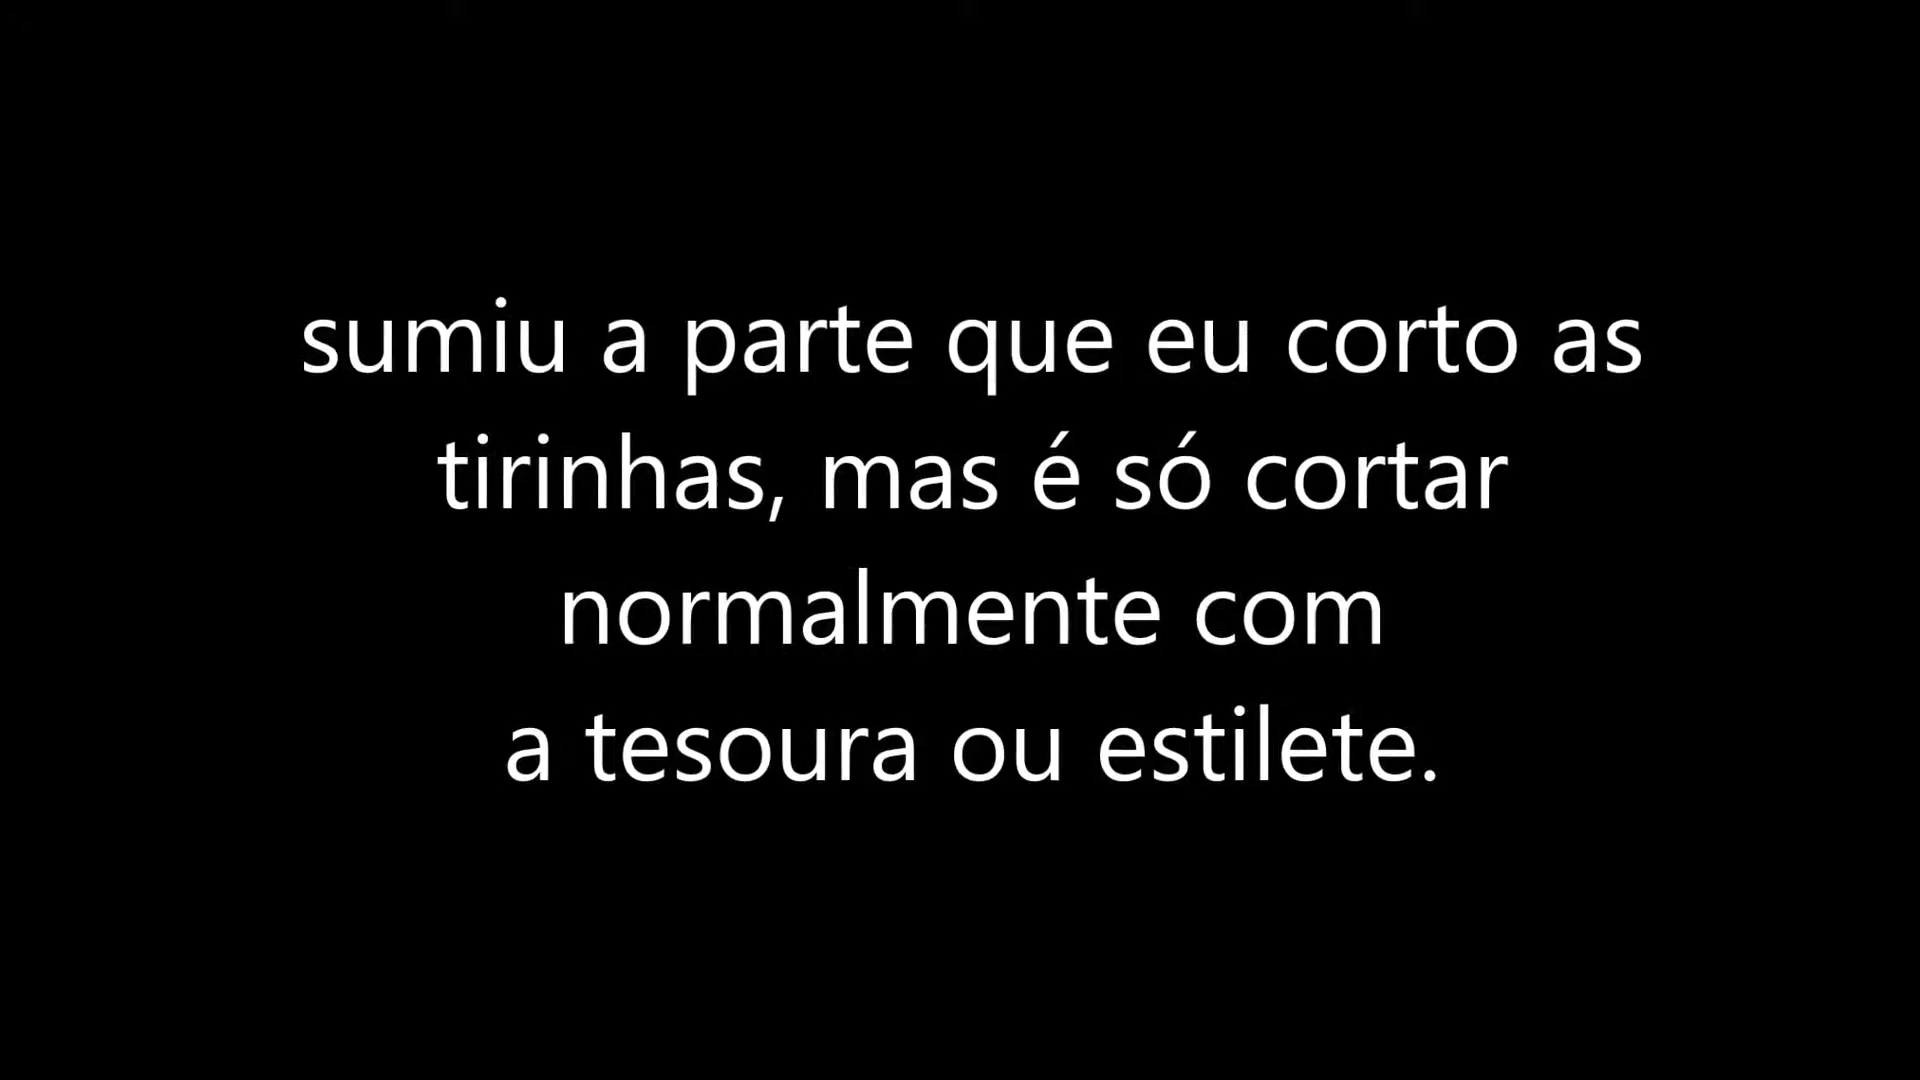 sumiu a parte que eu corto as
tirinhas, mas é só cortar
normalmente com
a tesoura ou estilete.